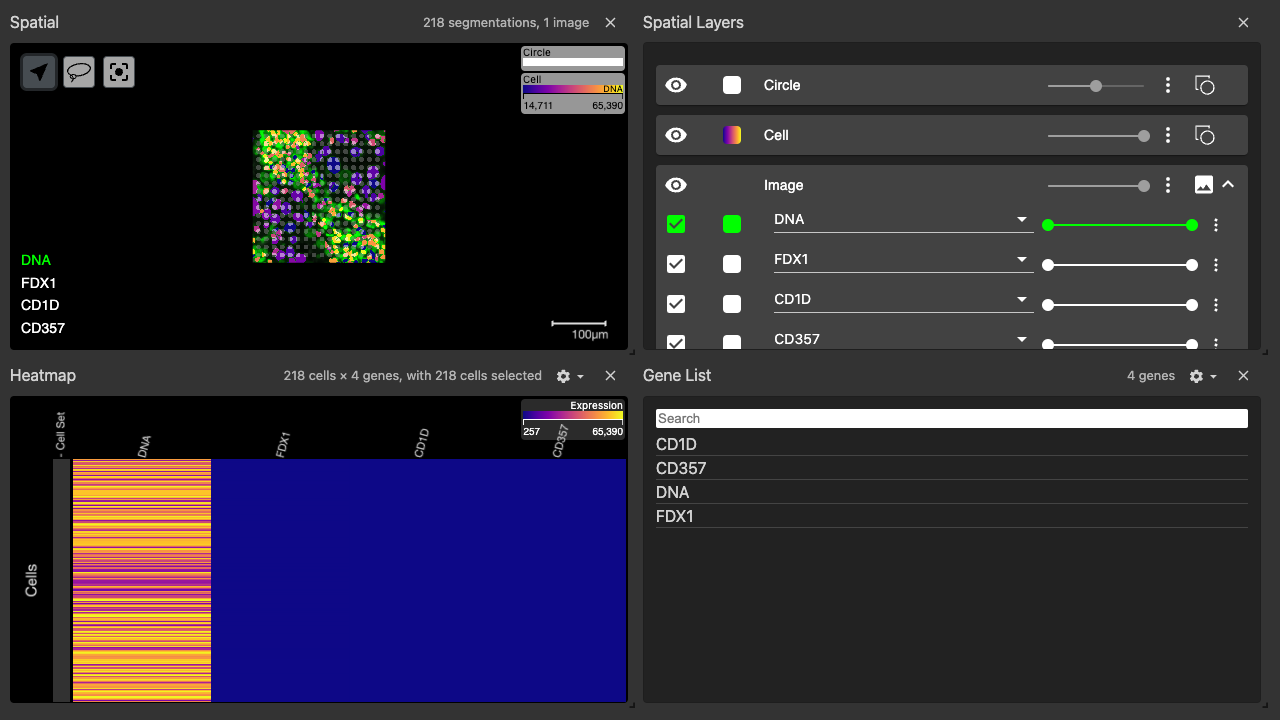 Spatial
218 segmentations, 1 image
Circle
Cell
DNA
14,711 65,390
DNA
FDX1
CD1D
CD357
100μm
Spatial Layers
Circle
Cell
Image
DNA
FDX1
CD1D
CD357
Heatmap
218 cells × 4 genes, with 218 cells selected
Expression
257 65,390
- Cell Set
DNA
FDX1
CD1D
CD357
Cells
Gene List
4 genes
Search
CD1D
CD357
DNA
FDX1